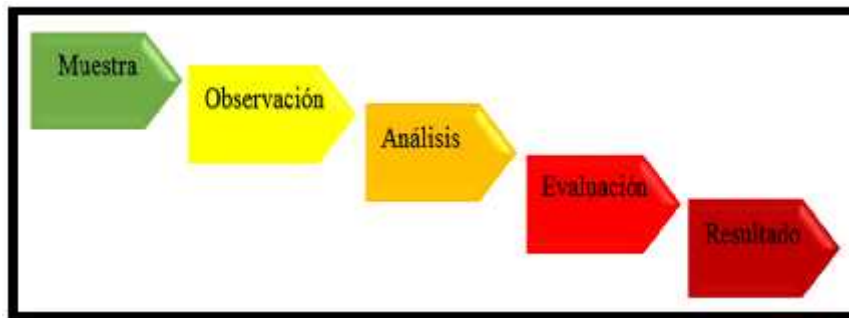 Muestra
Observación
Análisis
Evaluación
Resultado